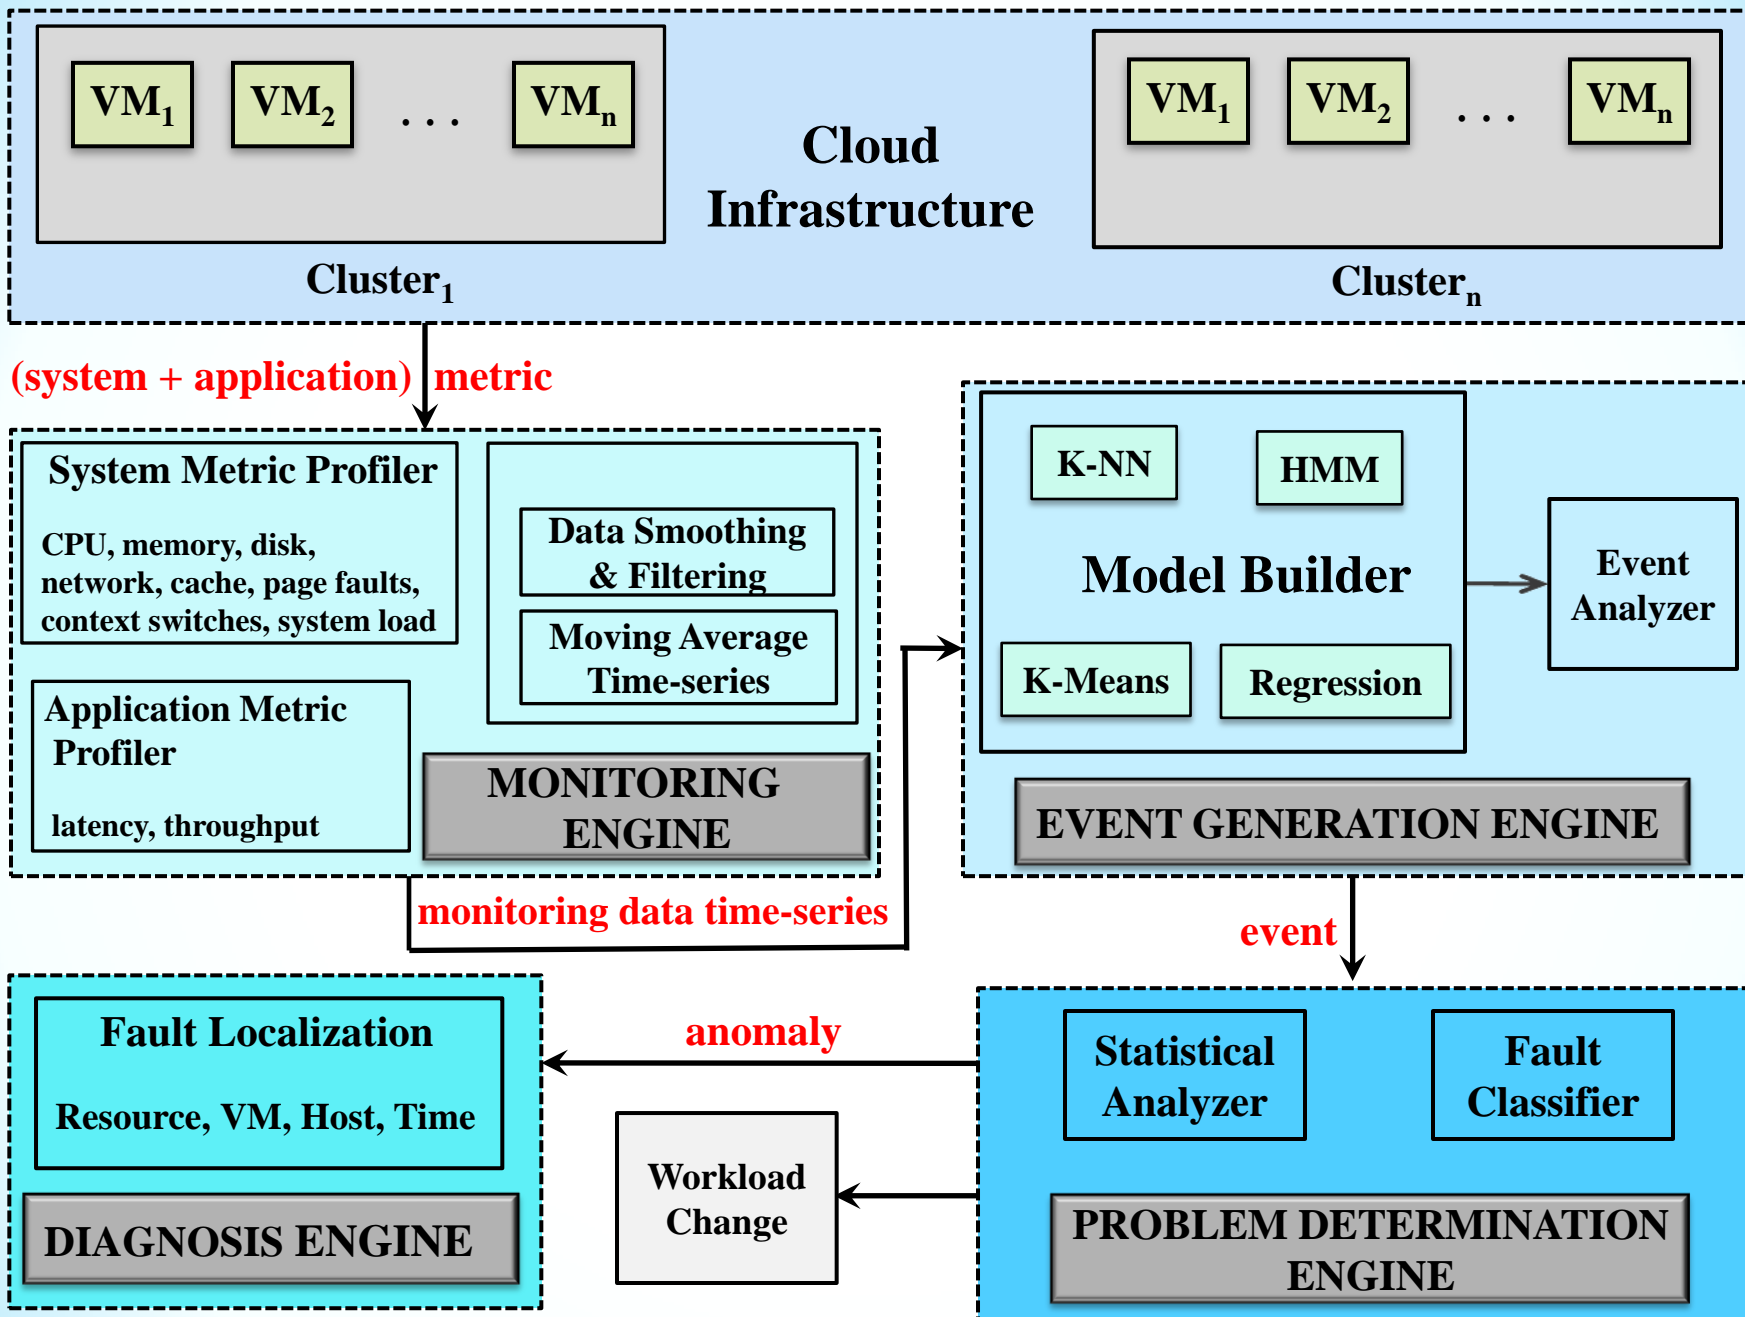 VM1 VM2 . . . VMn
VM1 VM2 . . . VMn
Cloud
Infrastructure
Cluster1
Clustern
(system + application) metric
System Metric Profiler
CPU, memory, disk,
network, cache, page faults,
context switches, system load
Data Smoothing
& Filtering
Moving Average
Time-series
Application Metric
Profiler
latency, throughput
MONITORING
ENGINE
K-NN
HMM
Model Builder
K-Means
Regression
Event
Analyzer
EVENT GENERATION ENGINE
monitoring data time-series
event
Fault Localization
Resource, VM, Host, Time
DIAGNOSIS ENGINE
anomaly
Workload
Change
Statistical
Analyzer
Fault
Classifier
PROBLEM DETERMINATION
ENGINE